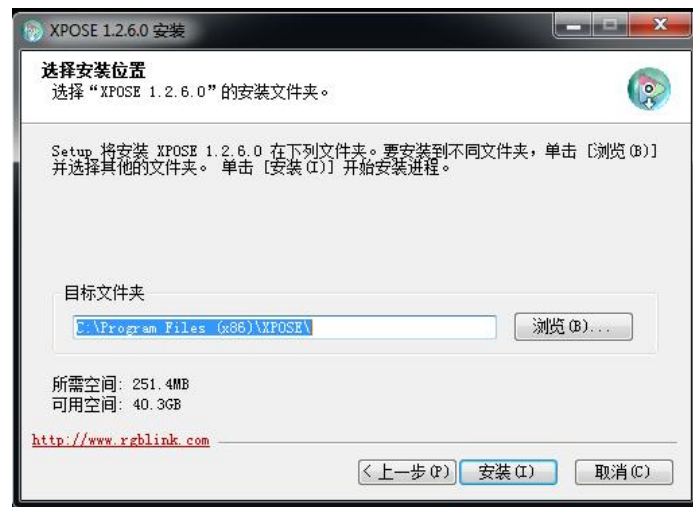 XPOSE 1.2.6.0 安装
选择安装位置
选择“XPOSE 1.2.6.0”的安装文件夹。
Setup 将安装 XPOSE 1.2.6.0 在下列文件夹。要安装到不同文件夹，单击 [浏览(B)]
并选择其他的文件夹。 单击 [安装(I)] 开始安装进程。
目标文件夹
C:\Program Files (x86)\XPOSE\
浏览(B)...
所需空间: 251.4MB
可用空间: 40.3GB
http://www.rgblink.com
<上一步(P) 安装(I) 取消(C)